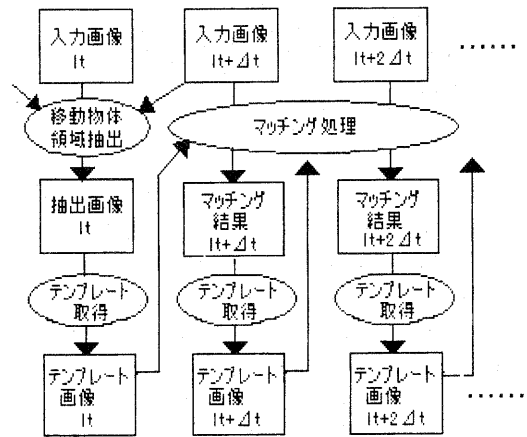 入力画像
It
入力画像
It+⊿t
入力画像
It+2⊿t
……
移動物体
領域抽出
マッチング処理
抽出画像
It
マッチング
結果
It+⊿t
マッチング
結果
It+2⊿t
テンプレート
取得
テンプレート
取得
テンプレート
取得
テンプレート
画像
It
テンプレート
画像
It+⊿t
テンプレート
画像
It+2⊿t
……